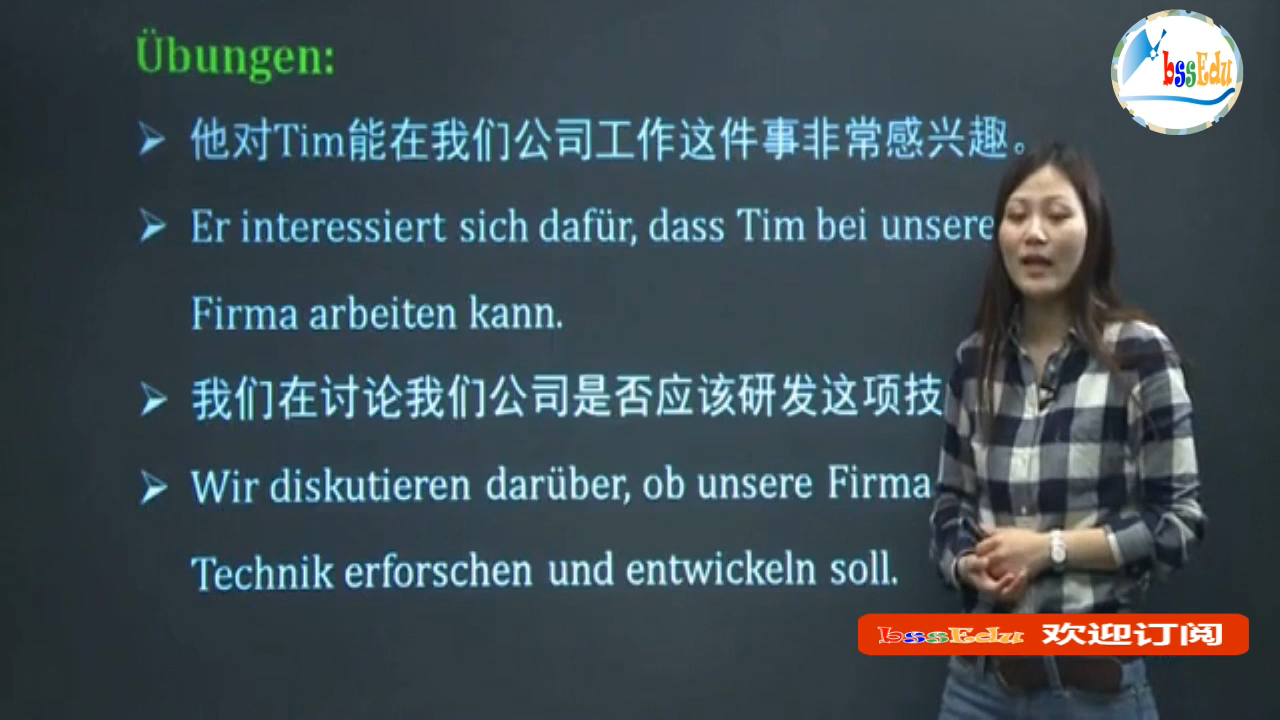 Übungen:
➢ 他对Tim能在我们公司工作这件事非常感兴趣。
➢ Er interessiert sich dafür, dass Tim bei unsere
Firma arbeiten kann.
➢ 我们在讨论我们公司是否应该研发这项技
➢ Wir diskutieren darüber, ob unsere Firma
Technik erforschen und entwickeln soll.
bssEdu
bssEdu 欢迎订阅